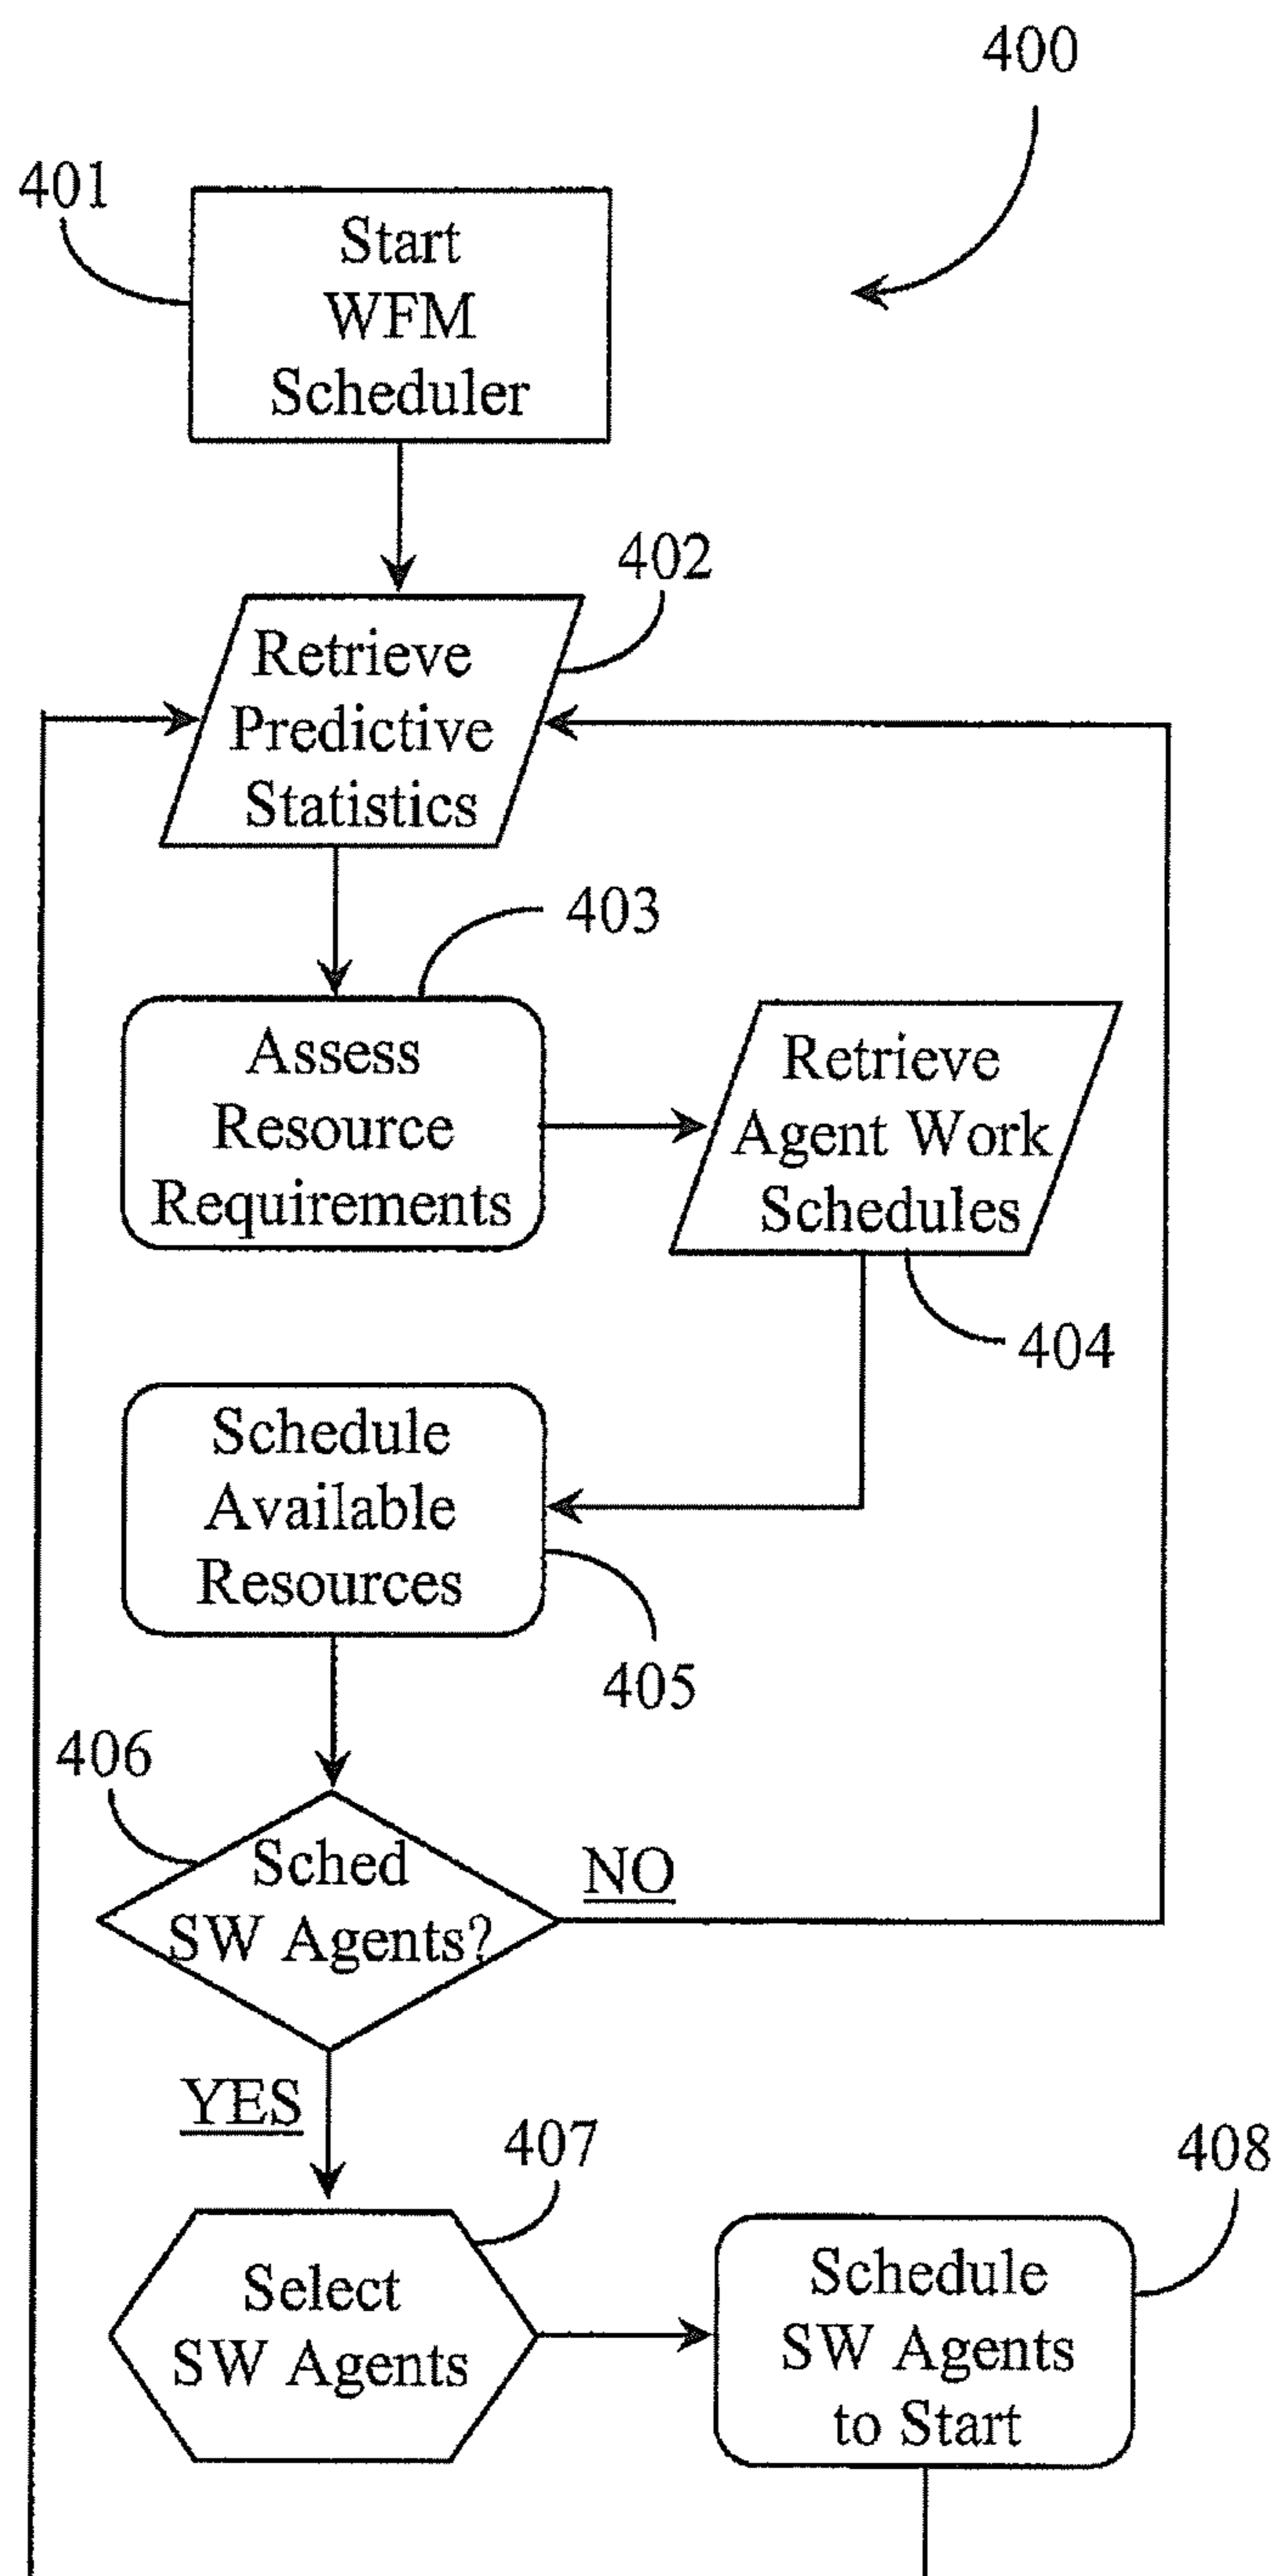 400
401
Start
WFM
Scheduler
402
Retrieve
Predictive
Statistics
403
Assess
Resource
Requirements
Retrieve
Agent Work
Schedules
404
Schedule
Available
Resources
405
406
Sched
SW Agents?
NO
YES
407
Select
SW Agents
408
Schedule
SW Agents
to Start